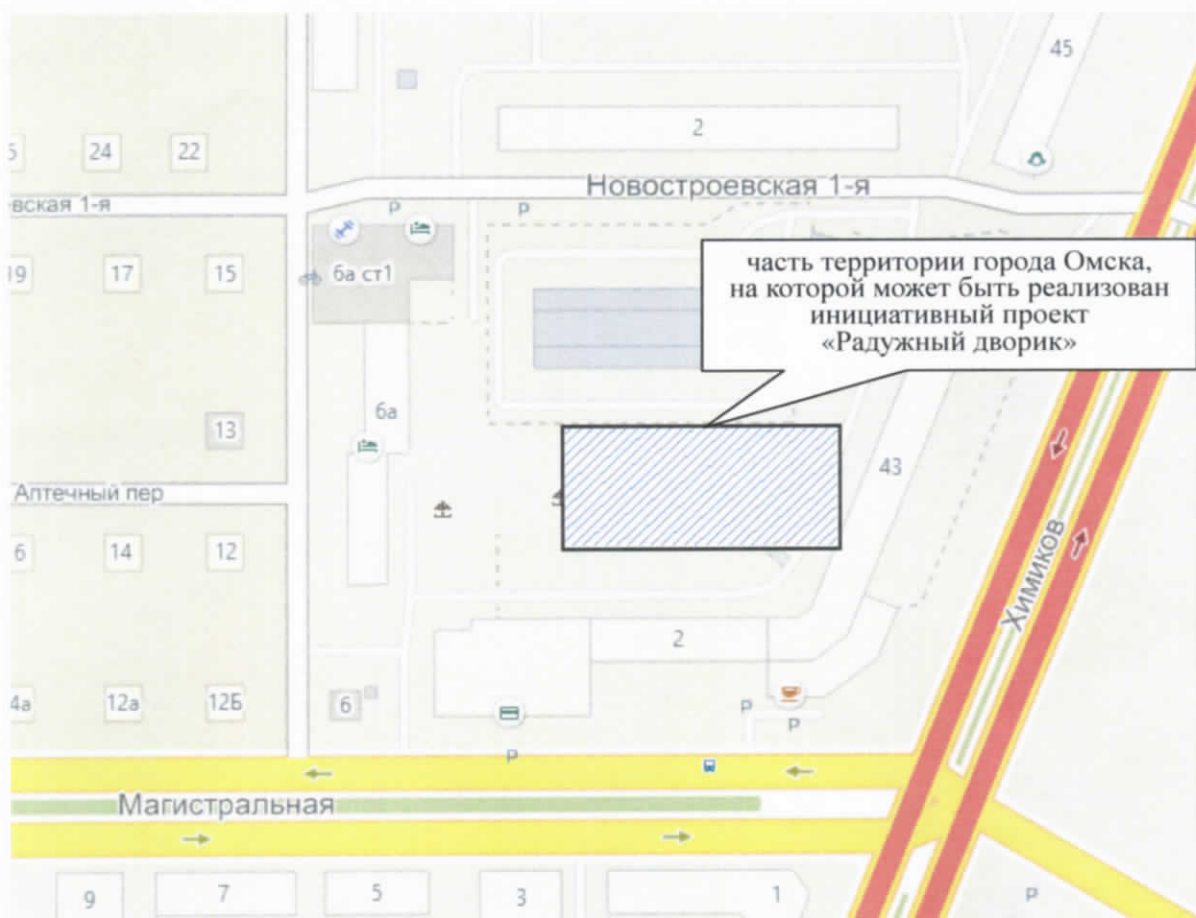 45
2
24
22
Новостроевская 1-я
вская 1-я
P
P
19
17
15
6а ст1
часть территории города Омска,
на которой может быть реализован
инициативный проект
«Радужный дворик»
6а
13
43
Аптечный пер
6
14
12
Химиков
2
4а
12а
12Б
6
P
P
P
Магистральная
9
7
5
3
1
P